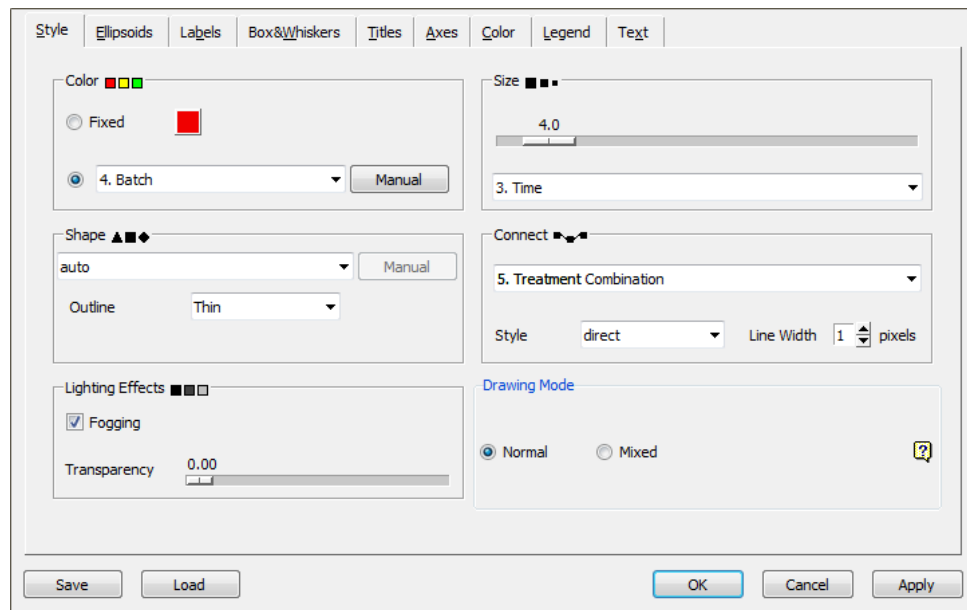 Style Ellipsoids Labels Box&Whiskers Titles Axes Color Legend Text
Color
Fixed
4. Batch Manual
Size
4.0
3. Time
Shape
auto Manual
Outline Thin
Connect
5. Treatment Combination
Style direct Line Width 1 pixels
Lighting Effects
Fogging
Transparency 0.00
Drawing Mode
Normal Mixed ?
Save Load OK Cancel Apply